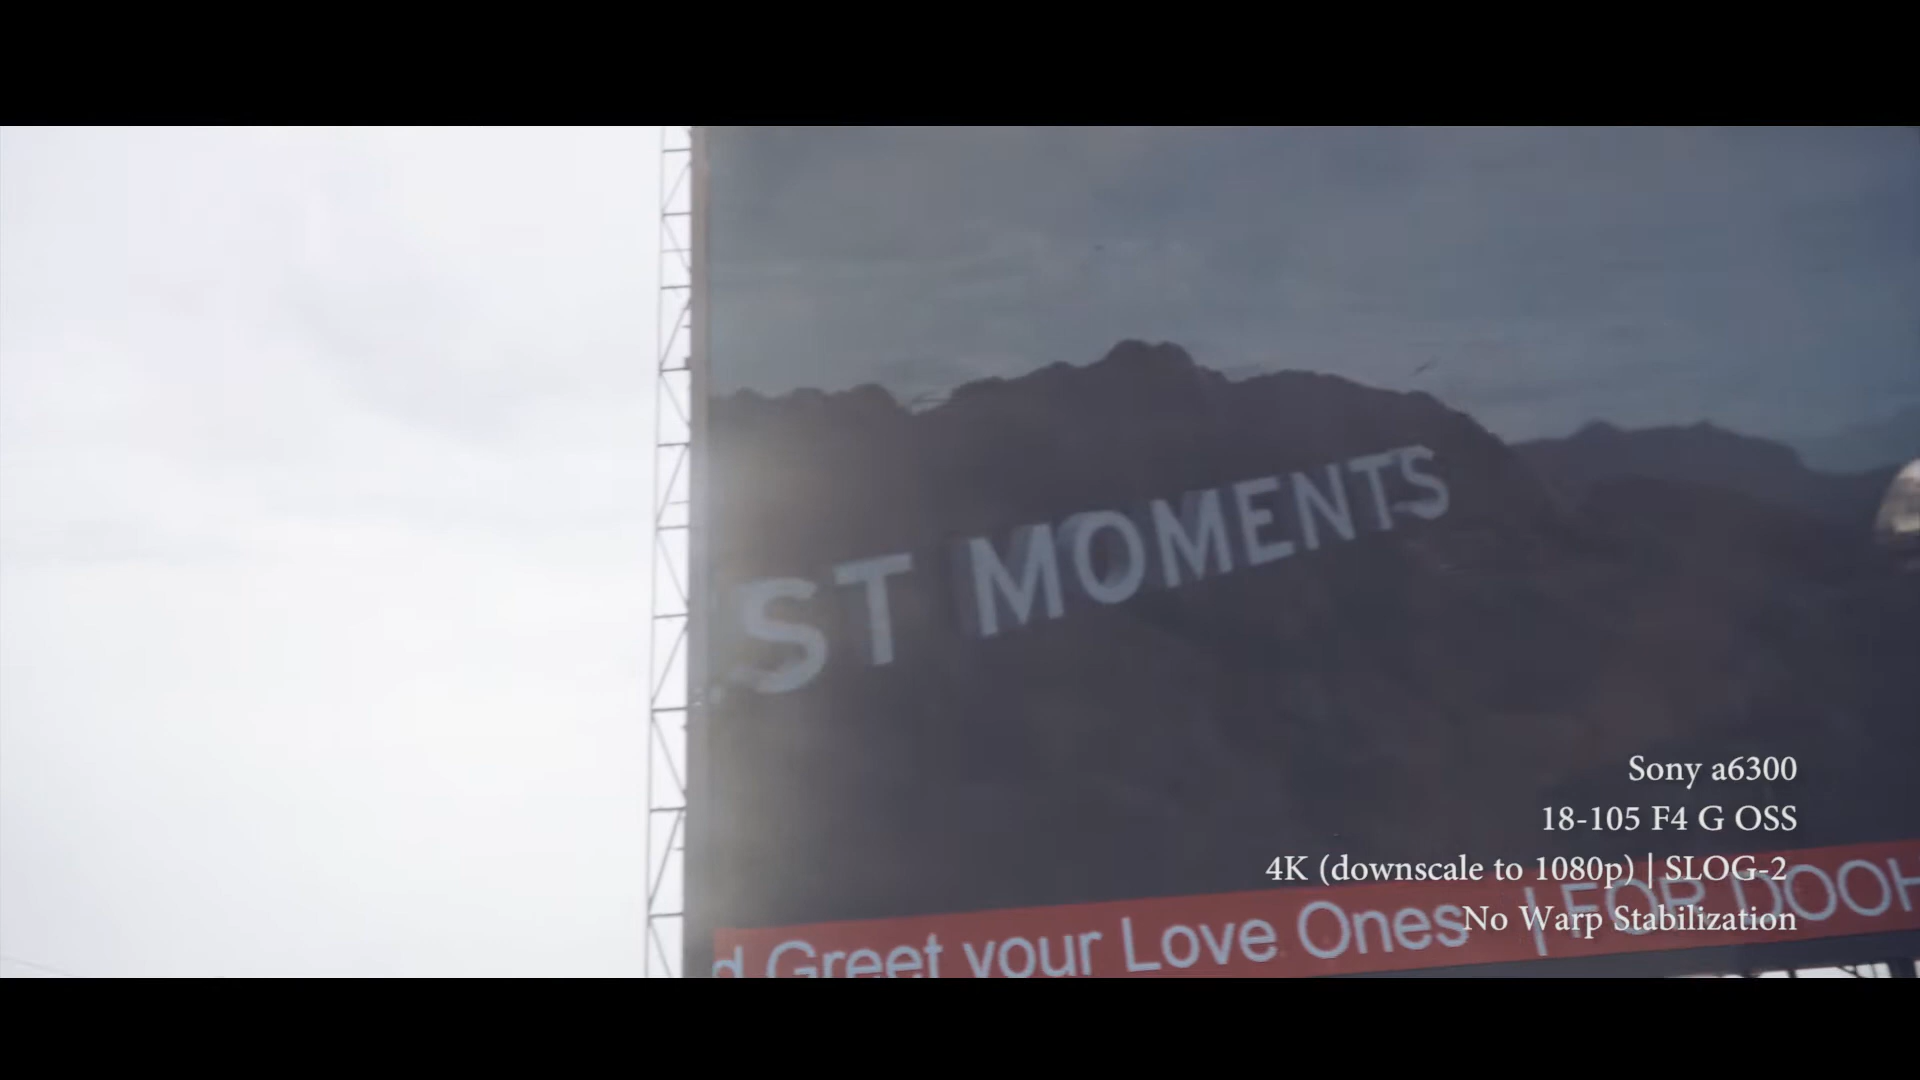 ST MOMENTS
Sony a6300
18-105 F4 G OSS
4K (downscale to 1080p) | SLOG-2
Greet your Love Ones | FOR DOOH
No Warp Stabilization